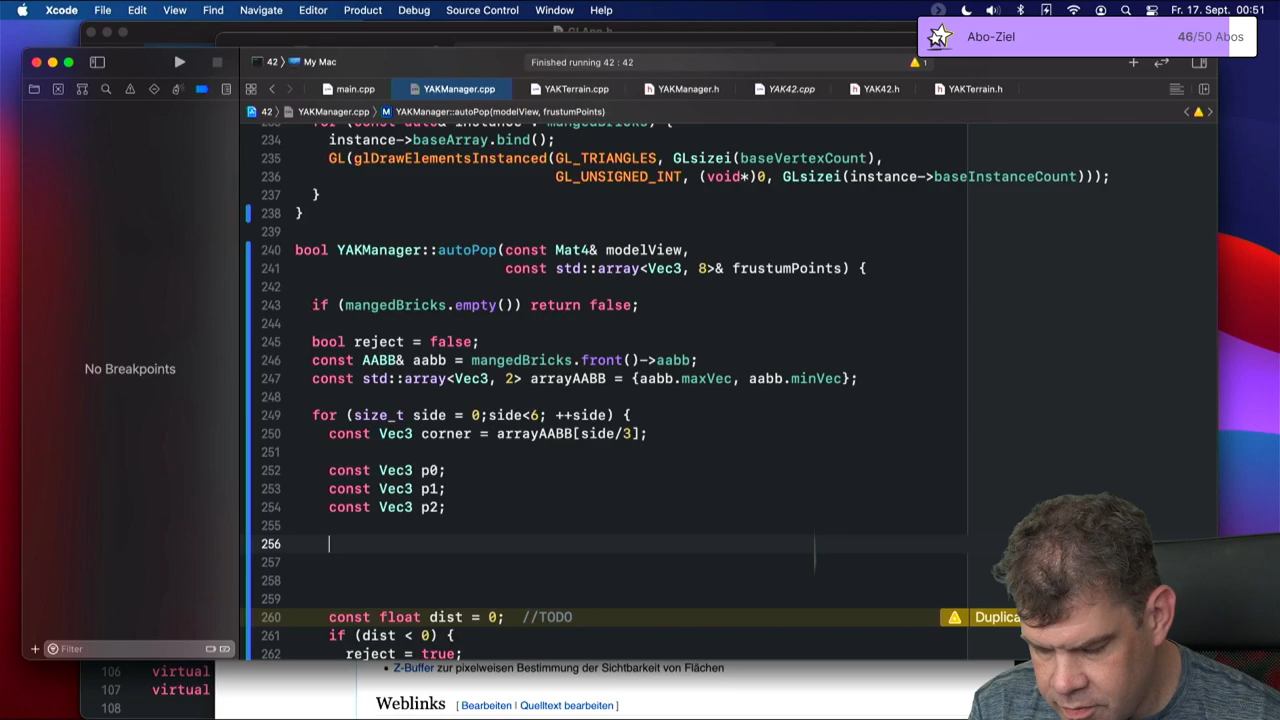 Xcode File Edit View Find Navigate Editor Product Debug Source Control Window Help
Fr. 17. Sept. 00:51
Abo-Ziel 46/50 Abos
42 My Mac
Finished running 42 : 42
1
main.cpp YAKManager.cpp YAKTerrain.cpp YAKManager.h YAK42.cpp YAK42.h YAKTerrain.h
42 YAKManager.cpp YAKManager::autoPop(modelView, frustumPoints)
234 instance->baseArray.bind();
235 GL(glDrawElementsInstanced(GL_TRIANGLES, GLsizei(baseVertexCount),
236 GL_UNSIGNED_INT, (void*)0, GLsizei(instance->baseInstanceCount)));
237 }
238 }
239
240 bool YAKManager::autoPop(const Mat4& modelView,
241 const std::array<Vec3, 8>& frustumPoints) {
242
243 if (mangedBricks.empty()) return false;
244
245 bool reject = false;
246 const AABB& aabb = mangedBricks.front()->aabb;
247 const std::array<Vec3, 2> arrayAABB = {aabb.maxVec, aabb.minVec};
248
249 for (size_t side = 0;side<6; ++side) {
250 const Vec3 corner = arrayAABB[side/3];
251
252 const Vec3 p0;
253 const Vec3 p1;
254 const Vec3 p2;
255
256
257
258
259
260 const float dist = 0; //TODO
261 if (dist < 0) {
262 reject = true;
No Breakpoints
Filter
106 virtual
107 virtual
108
Z-Buffer zur pixelweisen Bestimmung der Sichtbarkeit von Flächen
Weblinks [ Bearbeiten | Quelltext bearbeiten ]